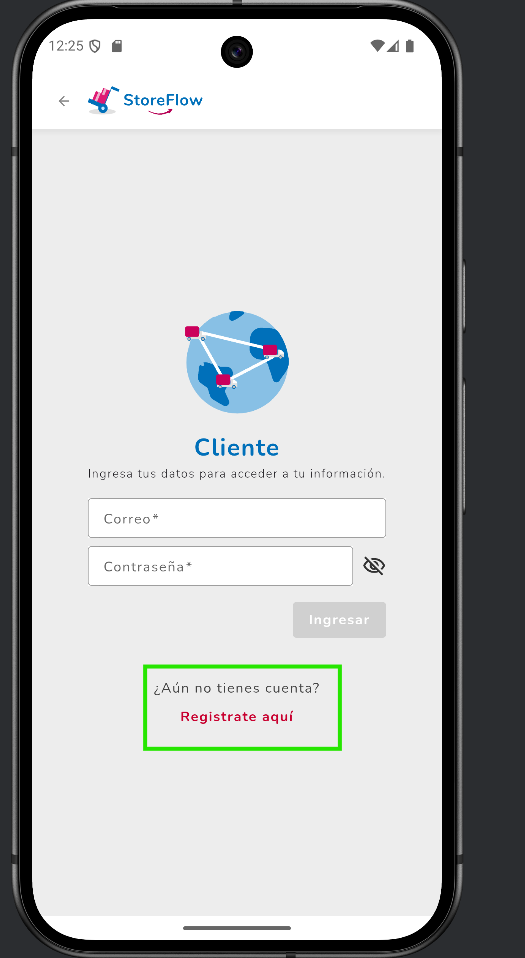 12:25
StoreFlow
Cliente
Ingresa tus datos para acceder a tu información.
Correo*
Contraseña*
Ingresar
¿Aún no tienes cuenta?
Registrate aquí